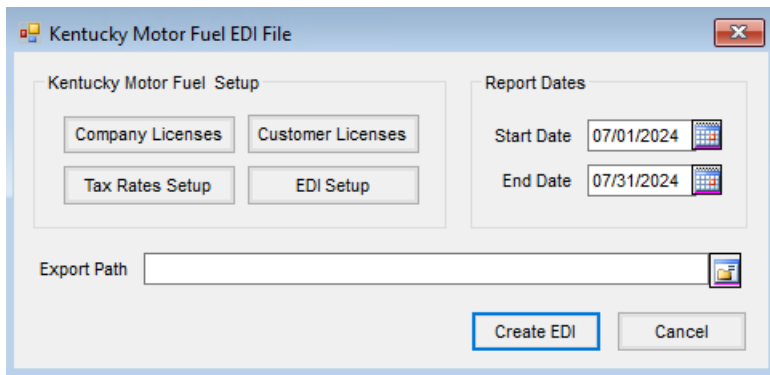 Kentucky Motor Fuel EDI File
Kentucky Motor Fuel Setup
Report Dates
Company Licenses
Customer Licenses
Start Date 07/01/2024
Tax Rates Setup
EDI Setup
End Date 07/31/2024
Export Path
Create EDI
Cancel